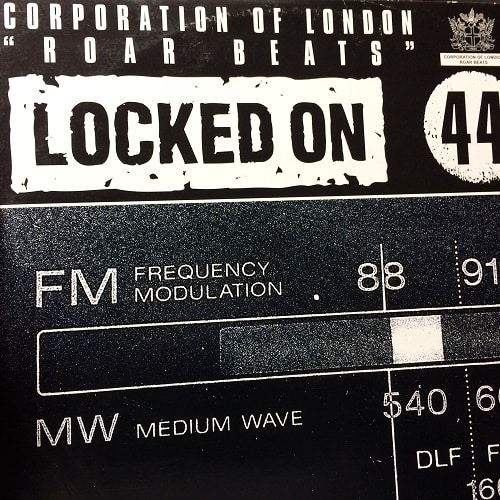 CORPORATION OF LONDON
"ROAR BEATS"
CORPORATION OF LONDON
ROAR BEATS
LOCKED ON
44
FM FREQUENCY MODULATION
88
91
MW MEDIUM WAVE
540
DLF